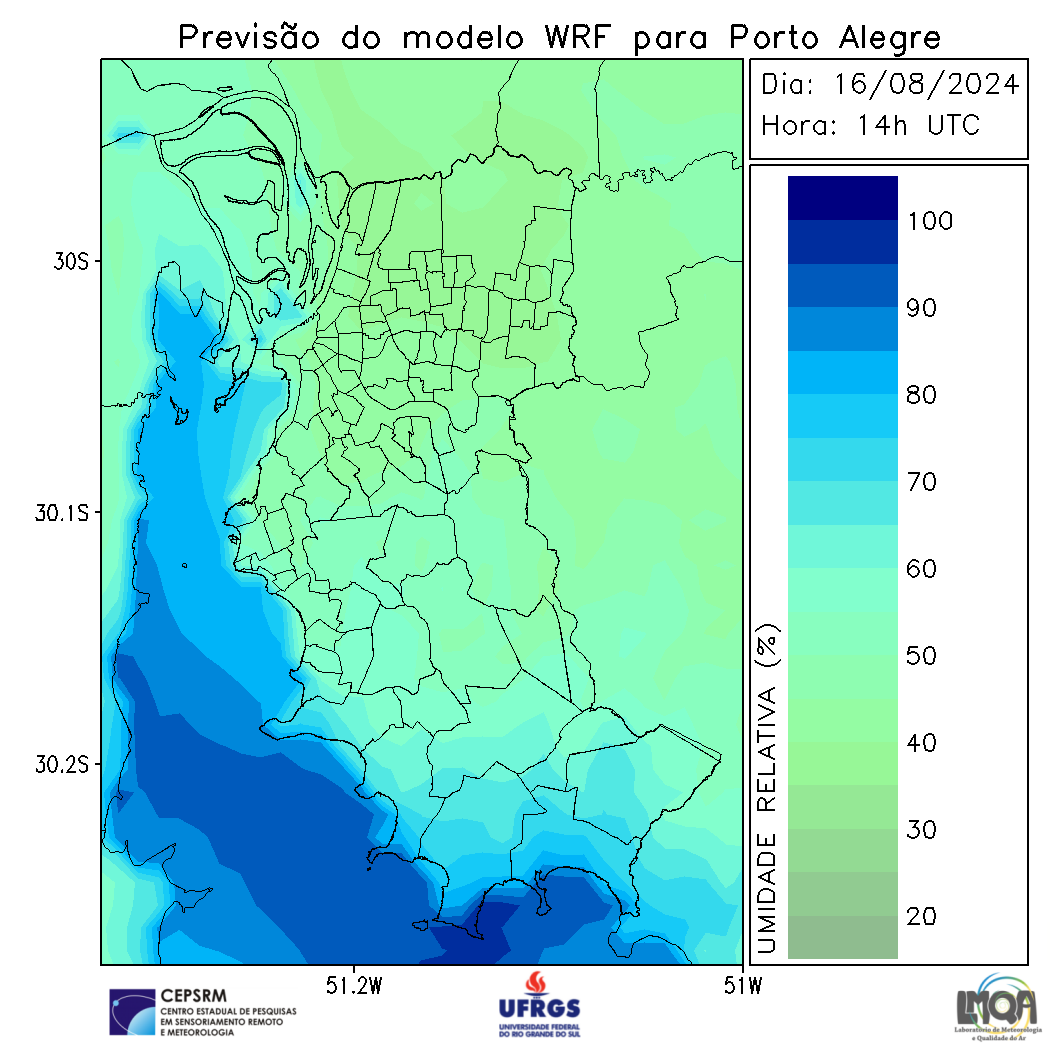 Previsão do modelo WRF para Porto Alegre
Dia: 16/08/2024
Hora: 14h UTC
30S
30.1S
30.2S
51.2W
51W
100
90
80
70
60
50
40
30
20
UMIDADE RELATIVA (%)
CEPSRM
CENTRO ESTADUAL DE PESQUISAS
EM SENSORIAMENTO REMOTO
E METEOROLOGIA
UFRGS
UNIVERSIDADE FEDERAL
DO RIO GRANDE DO SUL
LMQA
Laboratório de Meteorologia
e Qualidade do Ar